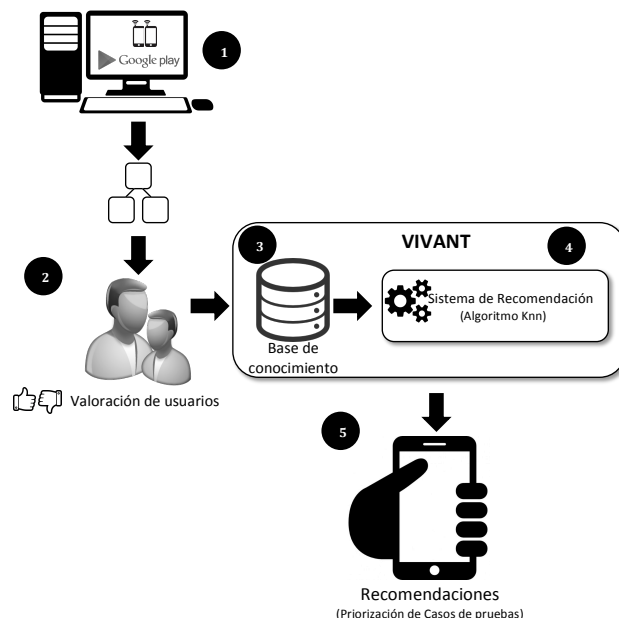 1
Google play
2
3
VIVANT
4
Sistema de Recomendación
(Algoritmo Knn)
Base de
conocimiento
Valoración de usuarios
5
Recomendaciones
(Priorización de Casos de pruebas)